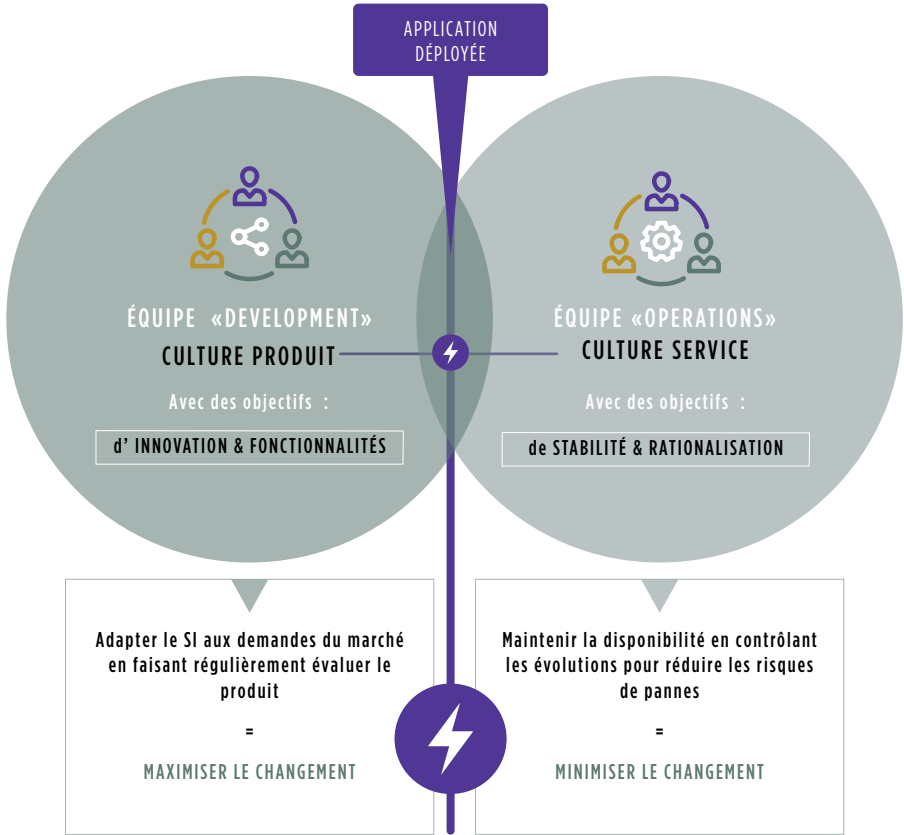 APPLICATION
DÉPLOYÉE
ÉQUIPE «DEVELOPMENT»
CULTURE PRODUIT
Avec des objectifs :
d' INNOVATION & FONCTIONNALITÉS
ÉQUIPE «OPERATIONS»
CULTURE SERVICE
Avec des objectifs :
de STABILITÉ & RATIONALISATION
Adapter le SI aux demandes du marché
en faisant régulièrement évaluer le
produit
=
MAXIMISER LE CHANGEMENT
Maintenir la disponibilité en contrôlant
les évolutions pour réduire les risques
de pannes
=
MINIMISER LE CHANGEMENT